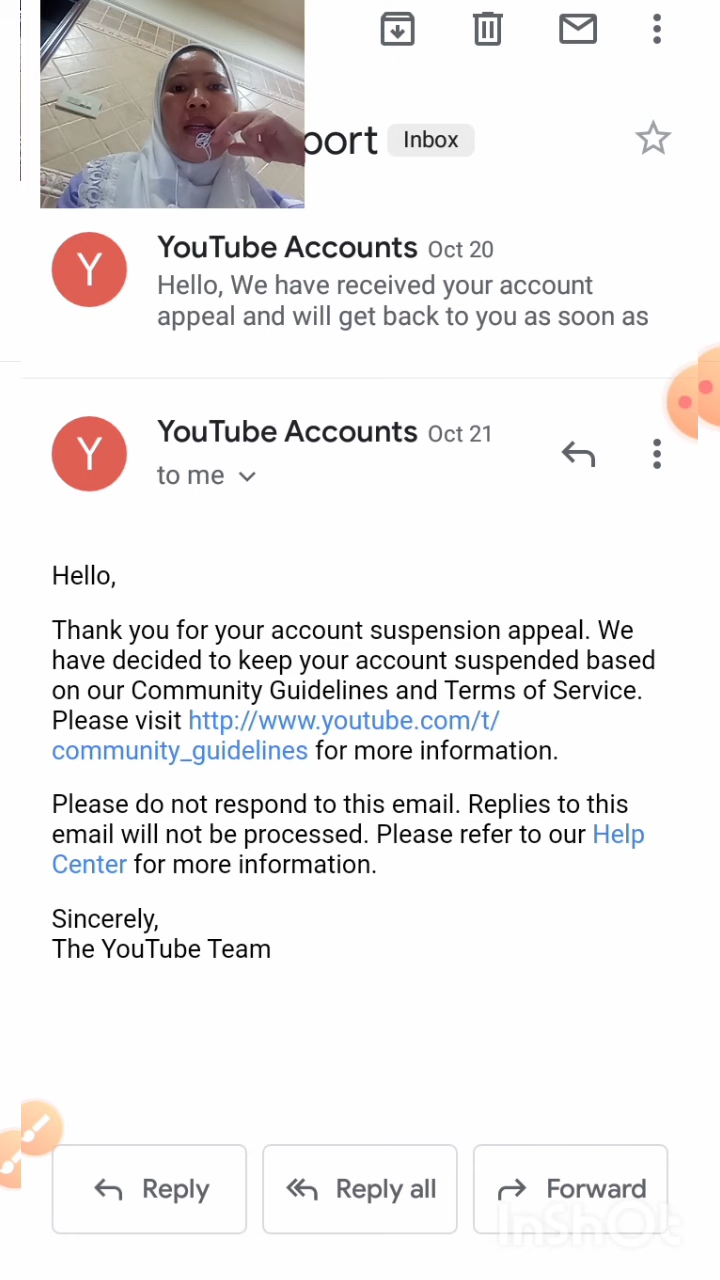 port Inbox
Y
YouTube Accounts Oct 20
Hello, We have received your account
appeal and will get back to you as soon as
Y
YouTube Accounts Oct 21
to me
Hello,
Thank you for your account suspension appeal. We
have decided to keep your account suspended based
on our Community Guidelines and Terms of Service.
Please visit http://www.youtube.com/t/
community_guidelines for more information.
Please do not respond to this email. Replies to this
email will not be processed. Please refer to our Help
Center for more information.
Sincerely,
The YouTube Team
Reply Reply all Forward
InShOt